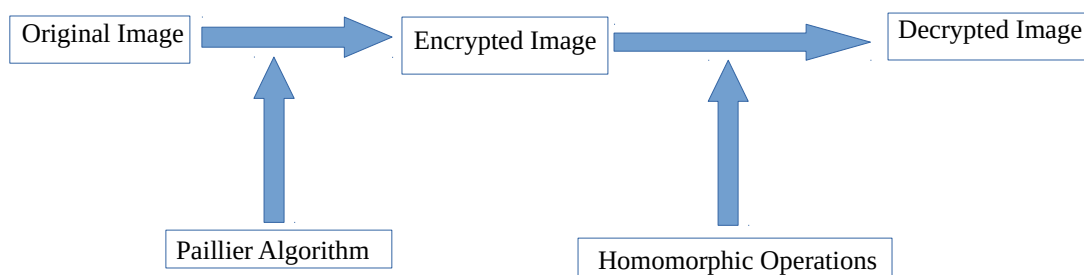 Original Image
Encrypted Image
Decrypted Image
Paillier Algorithm
Homomorphic Operations